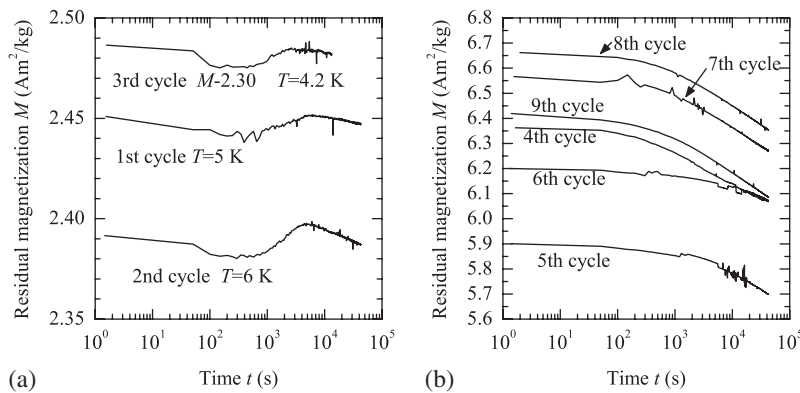 2.50
2.45
2.40
2.35
Residual magnetization M (Am²/kg)
3rd cycle M-2.30 T=4.2 K
1st cycle T=5 K
2nd cycle T=6 K
10⁰ 10¹ 10² 10³ 10⁴ 10⁵
Time t (s)
(a)
6.8
6.7
6.6
6.5
6.4
6.3
6.2
6.1
6.0
5.9
5.8
5.7
5.6
Residual magnetization M (Am²/kg)
8th cycle
7th cycle
9th cycle
4th cycle
6th cycle
5th cycle
10⁰ 10¹ 10² 10³ 10⁴ 10⁵
Time t (s)
(b)